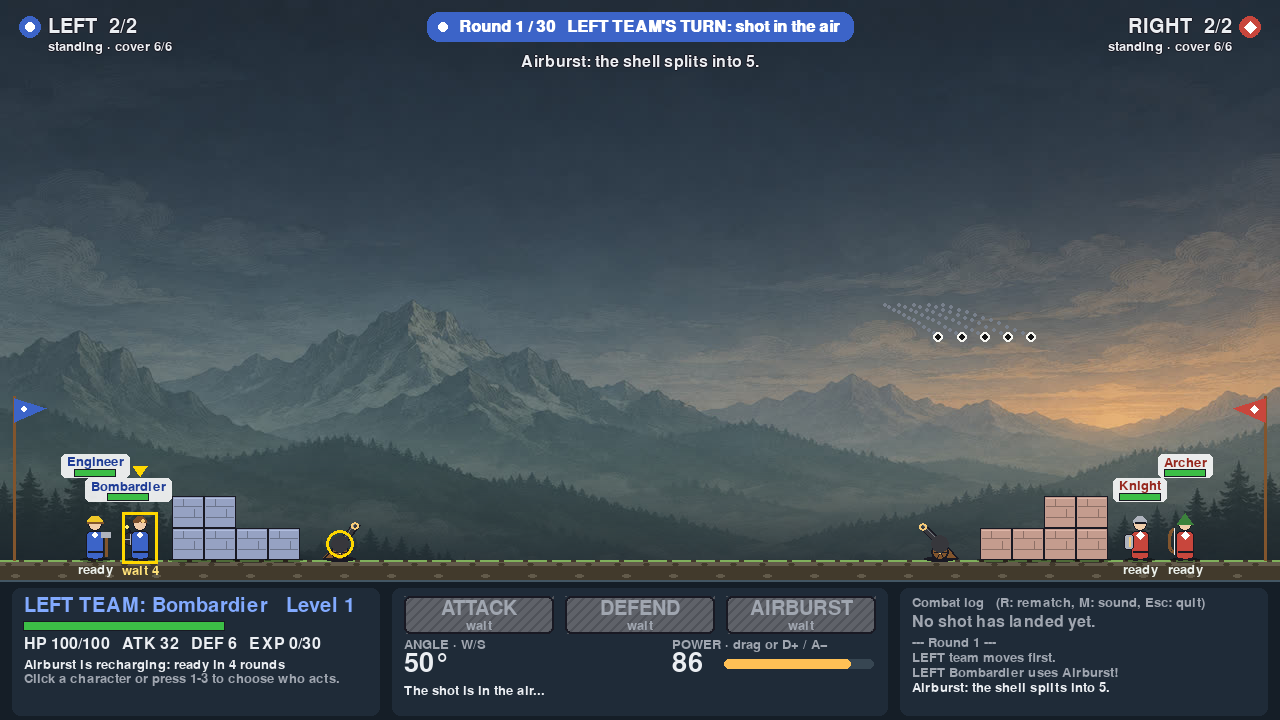 LEFT 2/2
standing · cover 6/6
Round 1 / 30 LEFT TEAM'S TURN: shot in the air
Airburst: the shell splits into 5.
RIGHT 2/2
standing · cover 6/6
Engineer
Bombardier
Archer
Knight
ready
wait 4
ready
ready
LEFT TEAM: Bombardier Level 1
HP 100/100 ATK 32 DEF 6 EXP 0/30
Airburst is recharging: ready in 4 rounds
Click a character or press 1-3 to choose who acts.
ATTACK
wait
DEFEND
wait
AIRBURST
wait
ANGLE · W/S
50°
POWER · drag or D+ / A-
86
The shot is in the air...
Combat log (R: rematch, M: sound, Esc: quit)
No shot has landed yet.
--- Round 1 ---
LEFT team moves first.
LEFT Bombardier uses Airburst!
Airburst: the shell splits into 5.